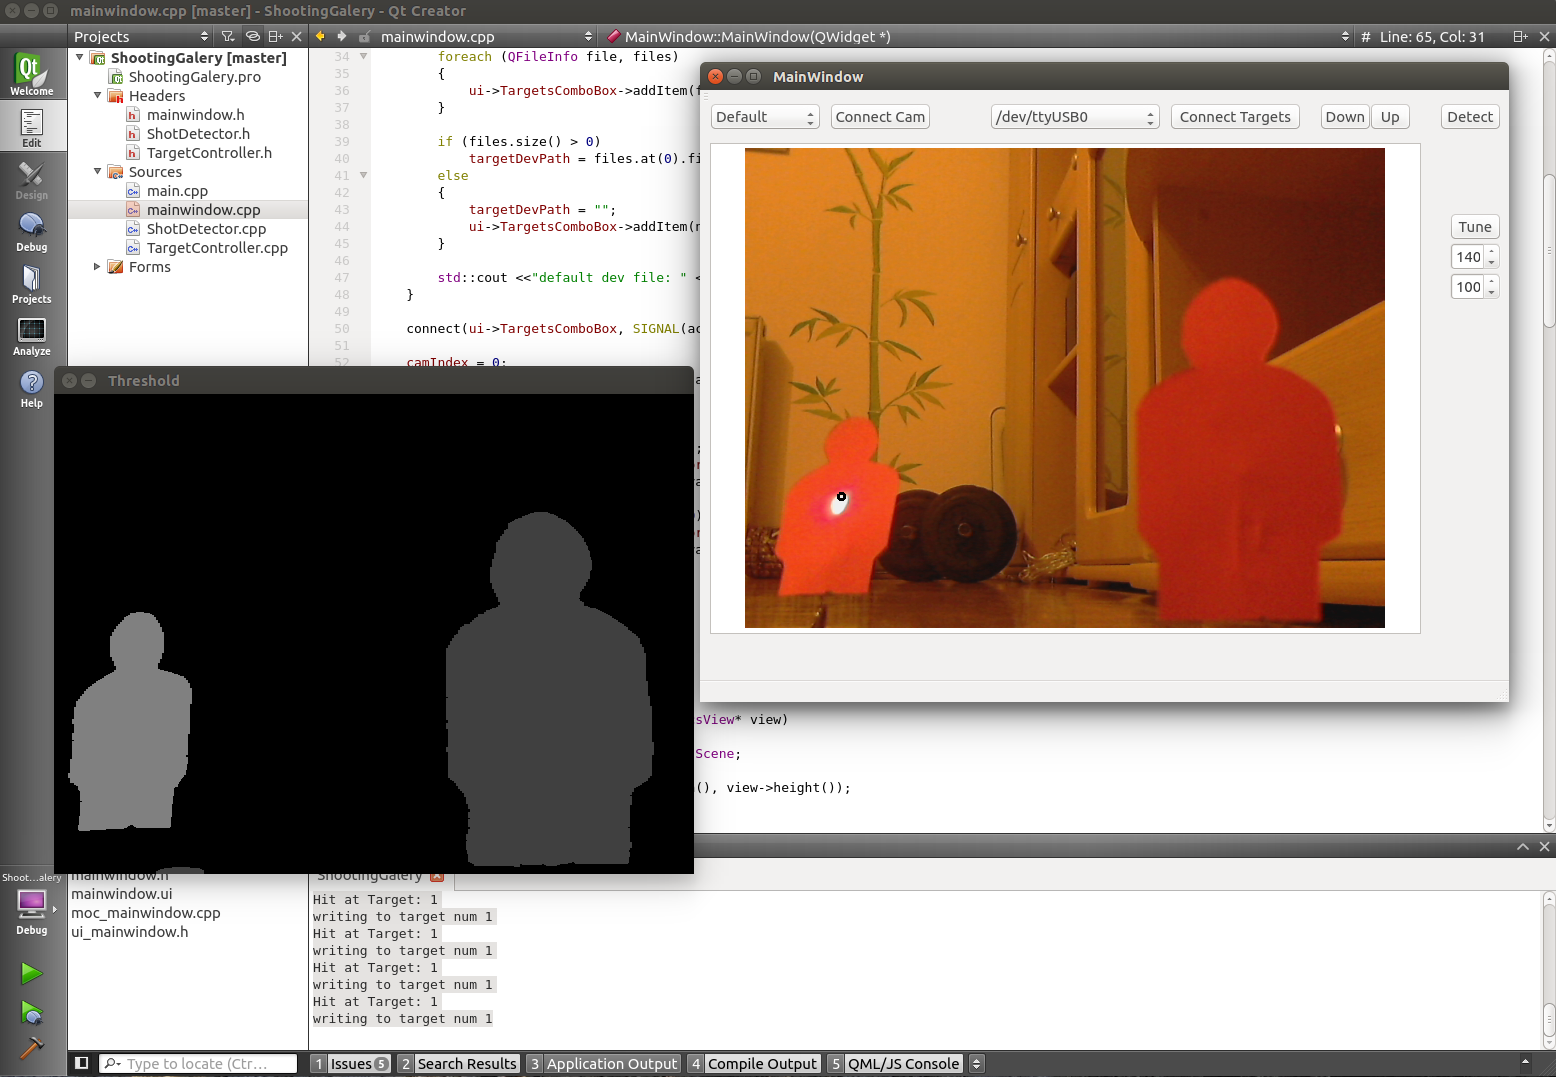 mainwindow.cpp [master] - ShootingGalery - Qt Creator
Projects
mainwindow.cpp
MainWindow::MainWindow(QWidget *)
# Line: 65, Col: 31
Welcome
Edit
Design
Debug
Projects
Analyze
Help
ShootingGalery [master]
ShootingGalery.pro
Headers
mainwindow.h
ShotDetector.h
TargetController.h
Sources
main.cpp
mainwindow.cpp
ShotDetector.cpp
TargetController.cpp
Forms
34 foreach (QFileInfo file, files)
35 {
36 ui->TargetsComboBox->addItem(f
37 }
38
39 if (files.size() > 0)
40 targetDevPath = files.at(0).fi
41 else
42 {
43 targetDevPath = "";
44 ui->TargetsComboBox->addItem(n
45 }
46
47 std::cout <<"default dev file: " <
48 }
49
50 connect(ui->TargetsComboBox, SIGNAL(ac
51
52 camIndex = 0;
MainWindow
Default
Connect Cam
/dev/ttyUSB0
Connect Targets
Down
Up
Detect
Tune
140
100
Threshold
sView* view)
Scene;
(), view->height());
Shoot...alery
Debug
mainwindow.h
mainwindow.ui
moc_mainwindow.cpp
ui_mainwindow.h
ShootingGalery
Hit at Target: 1
writing to target num 1
Hit at Target: 1
writing to target num 1
Hit at Target: 1
writing to target num 1
Hit at Target: 1
writing to target num 1
Type to locate (Ctr...
1 Issues 5
2 Search Results
3 Application Output
4 Compile Output
5 QML/JS Console